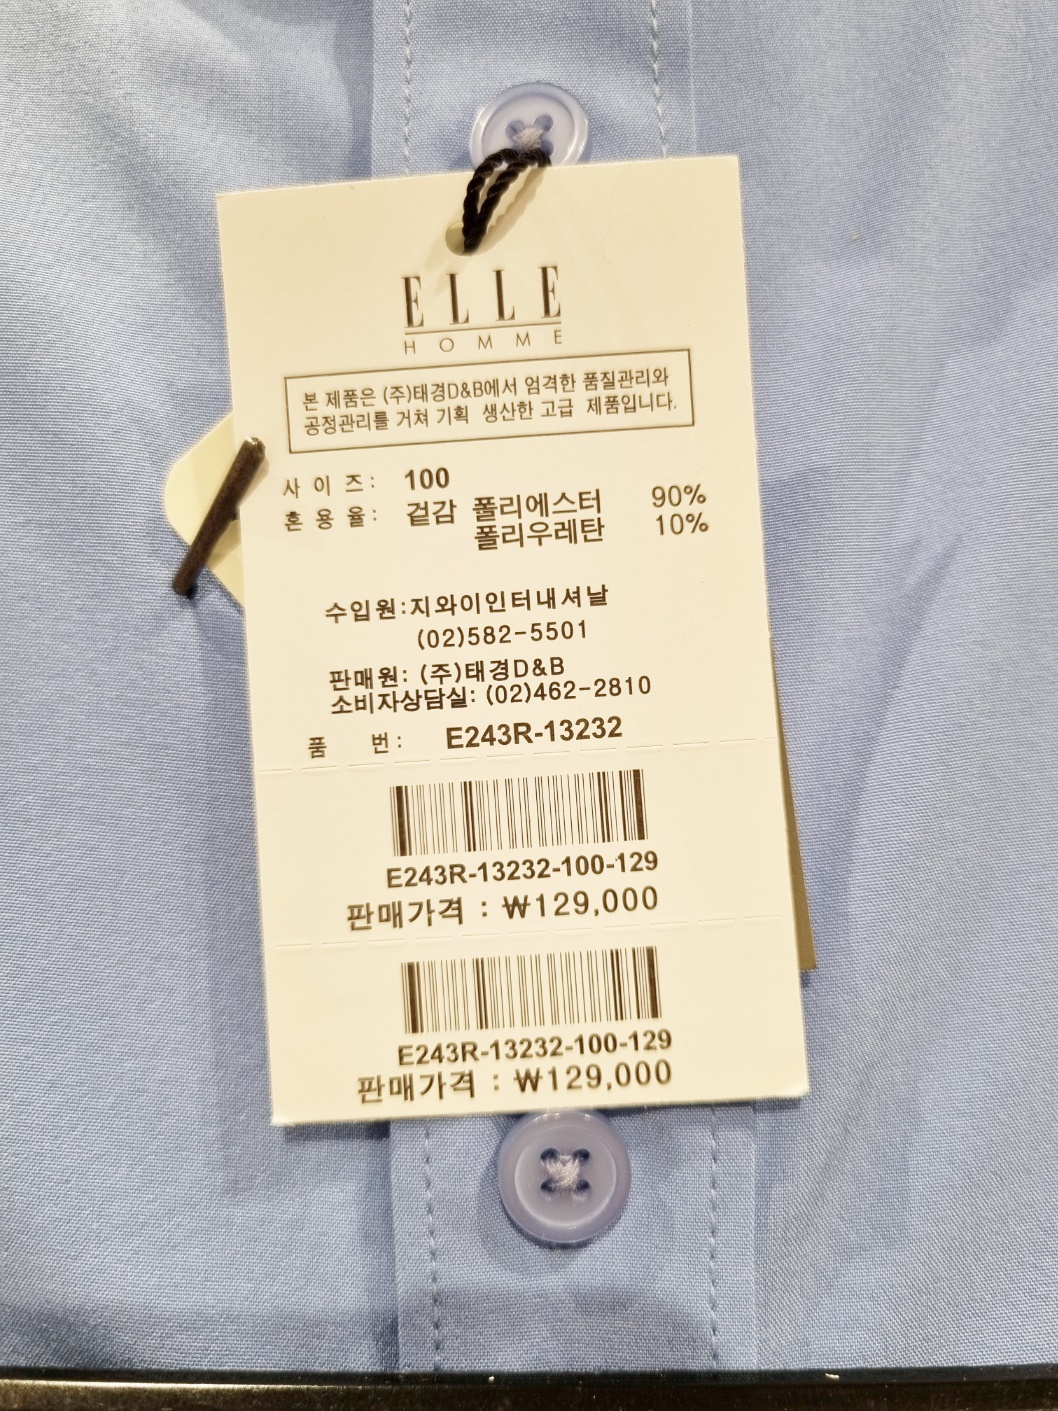 ELLE
HOMME
본 제품은 (주)태경D&B에서 엄격한 품질관리와
공정관리를 거쳐 기획 생산한 고급 제품입니다.
사 이 즈 : 100
혼 용 율 : 겉감 폴리에스터 90%
폴리우레탄 10%
수입원:지와이인터내셔날
(02)582-5501
판매원: (주)태경D&B
소비자상담실: (02)462-2810
품 번 : E243R-13232
E243R-13232-100-129
판매가격 : ₩129,000
E243R-13232-100-129
판매가격 : ₩129,000